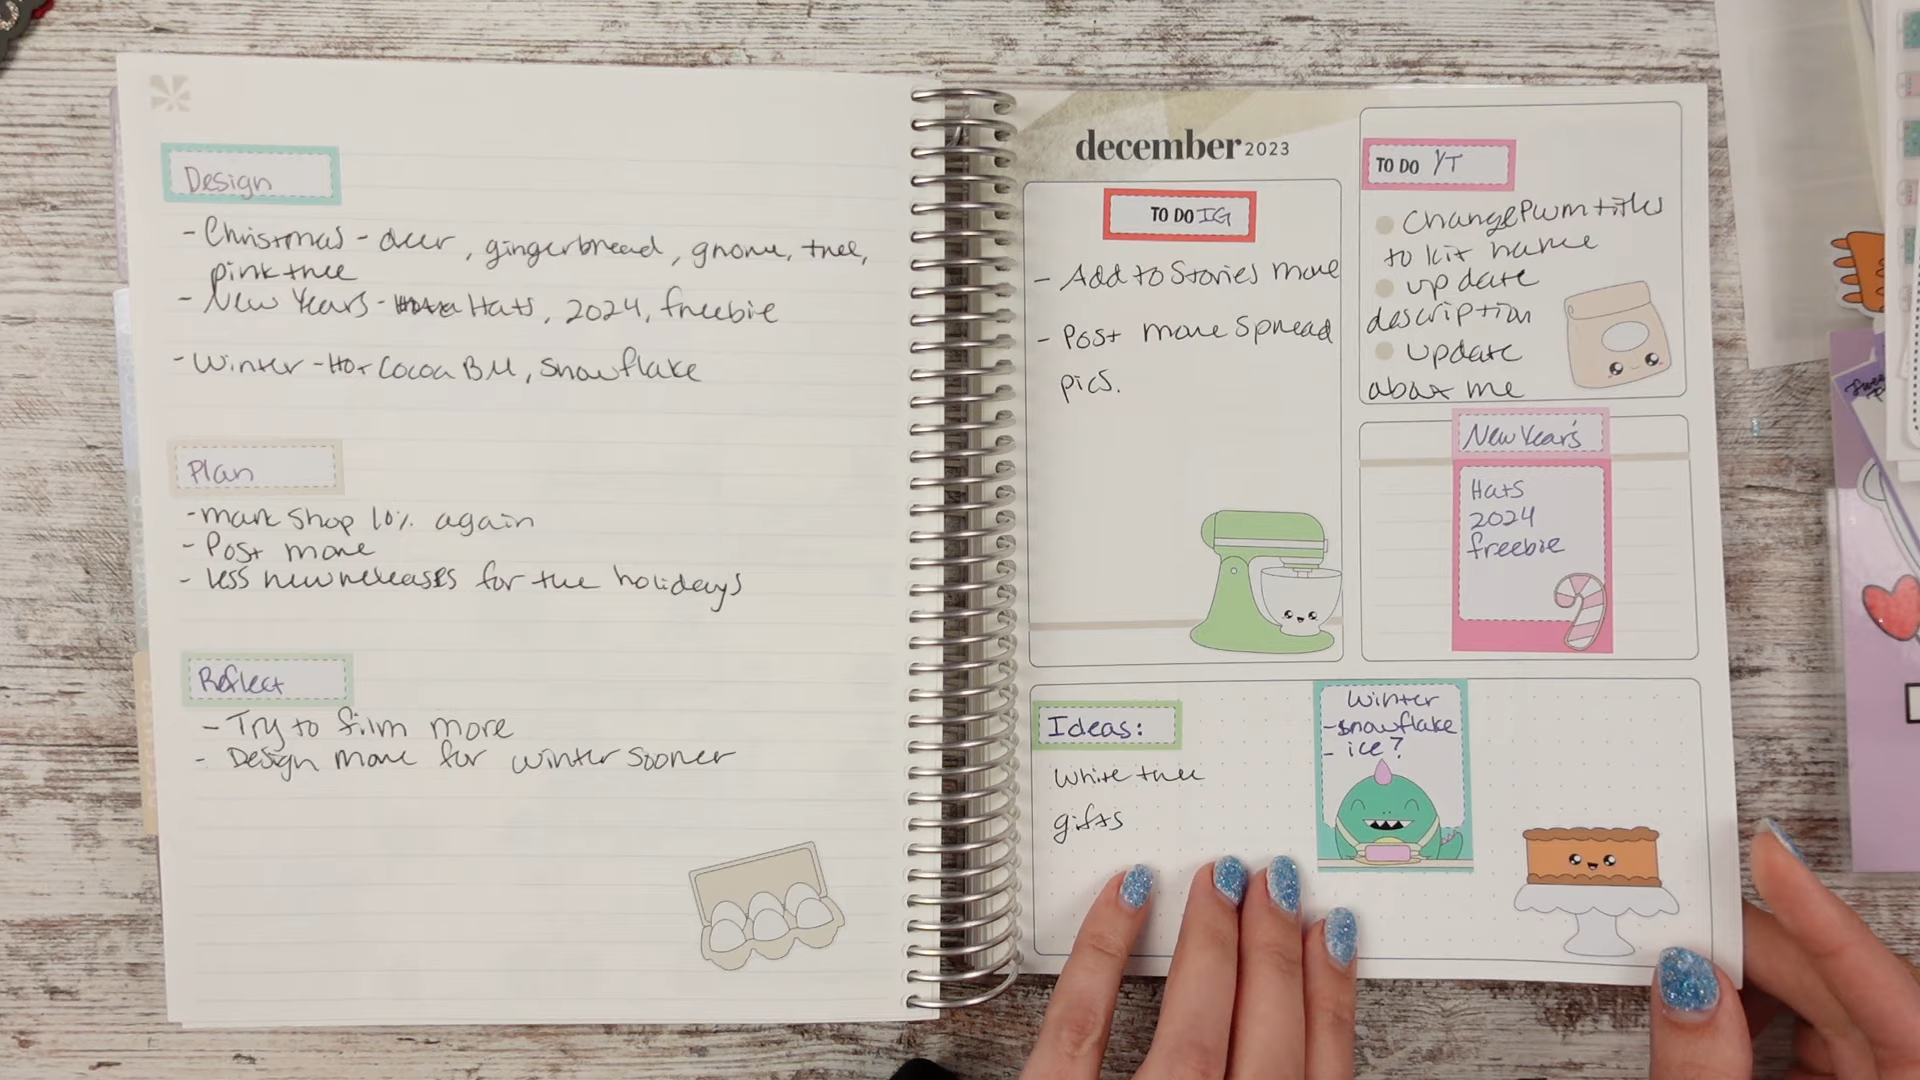 Design
- Christmas - deer, gingerbread, gnome, tree,
pink tree
- New Years - Hats, 2024, freebie
- Winter - Hot Cocoa BM, snowflake
Plan
- mark shop 10% again
- Post more
- less new releases for the holidays
Reflect
- Try to film more
- Design more for winter sooner
december 2023
TO DO IG
- Add to Stories more
- Post more spread
pics.
TO DO YT
Change PWM titles
to kit name
update
description
update
about me
New Year's
Hats
2024
freebie
Ideas:
white tree
gifts
Winter
- snowflake
- ice?